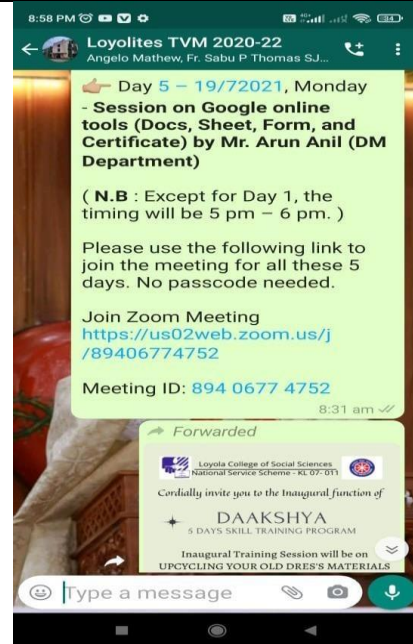 8:58 PM
Loyolites TVM 2020-22
Angelo Mathew, Fr. Sabu P Thomas SJ...
Day 5 – 19/72021, Monday
- Session on Google online
tools (Docs, Sheet, Form, and
Certificate) by Mr. Arun Anil (DM
Department)
( N.B : Except for Day 1, the
timing will be 5 pm – 6 pm. )
Please use the following link to
join the meeting for all these 5
days. No passcode needed.
Join Zoom Meeting
https://us02web.zoom.us/j
/89406774752
Meeting ID: 894 0677 4752
8:31 am
Forwarded
Loyola College of Social Sciences
National Service Scheme - KL 07- 011
Cordially invite you to the Inaugural function of
DAAKSHYA
5 DAYS SKILL TRAINING PROGRAM
Inaugural Training Session will be on
UPCYCLING YOUR OLD DRES'S MATERIALS
Type a message